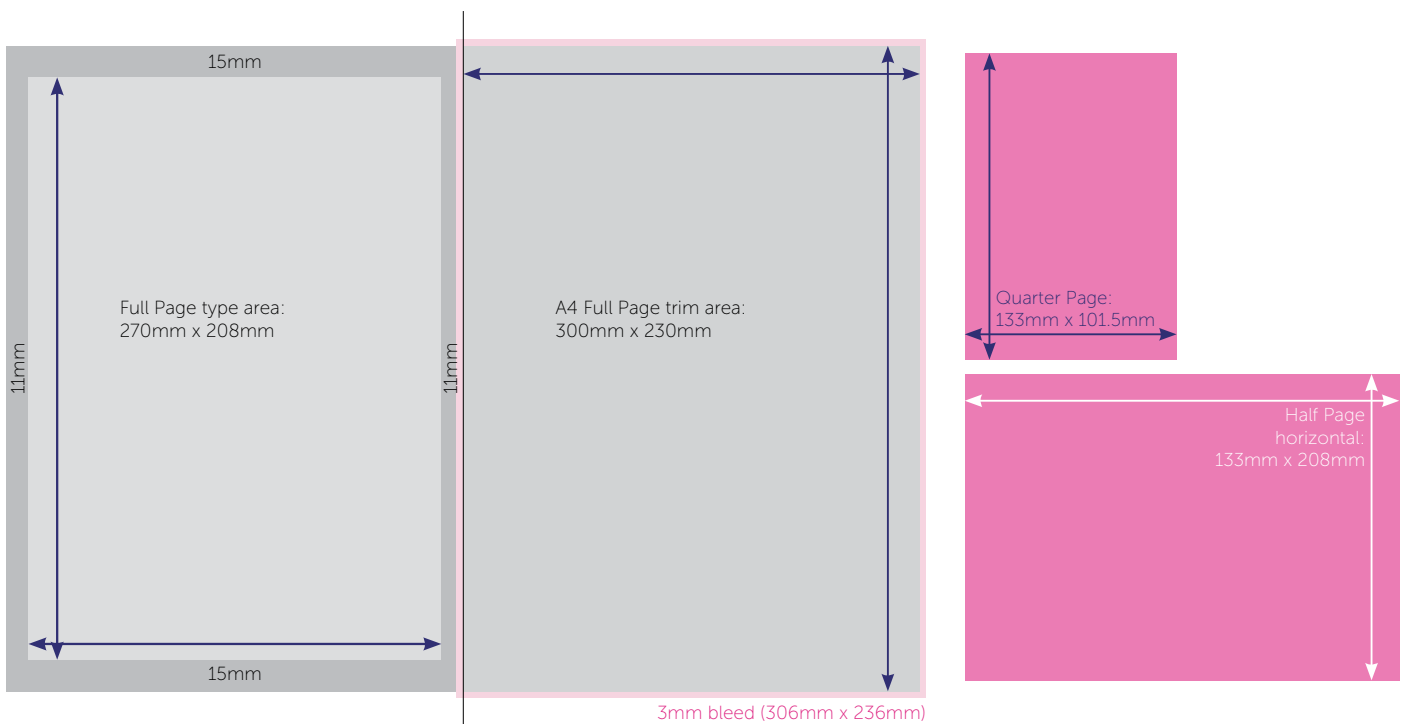 15mm
11mm
Full Page type area:
270mm x 208mm
11mm
15mm
A4 Full Page trim area:
300mm x 230mm
3mm bleed (306mm x 236mm)
Quarter Page:
133mm x 101.5mm
Half Page
horizontal:
133mm x 208mm